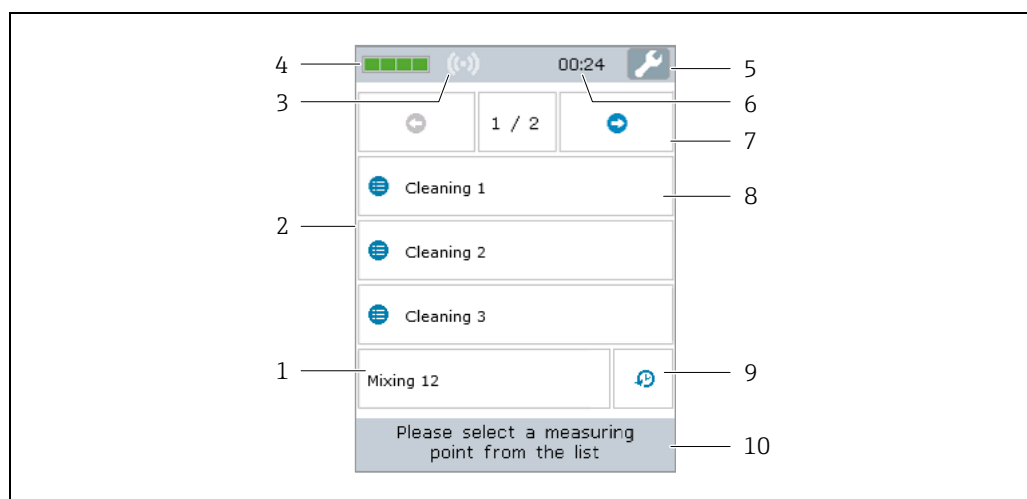 4
3
00:24
5
6
1 / 2
7
Cleaning 1
8
2
Cleaning 2
Cleaning 3
1
Mixing 12
9
Please select a measuring
point from the list
10